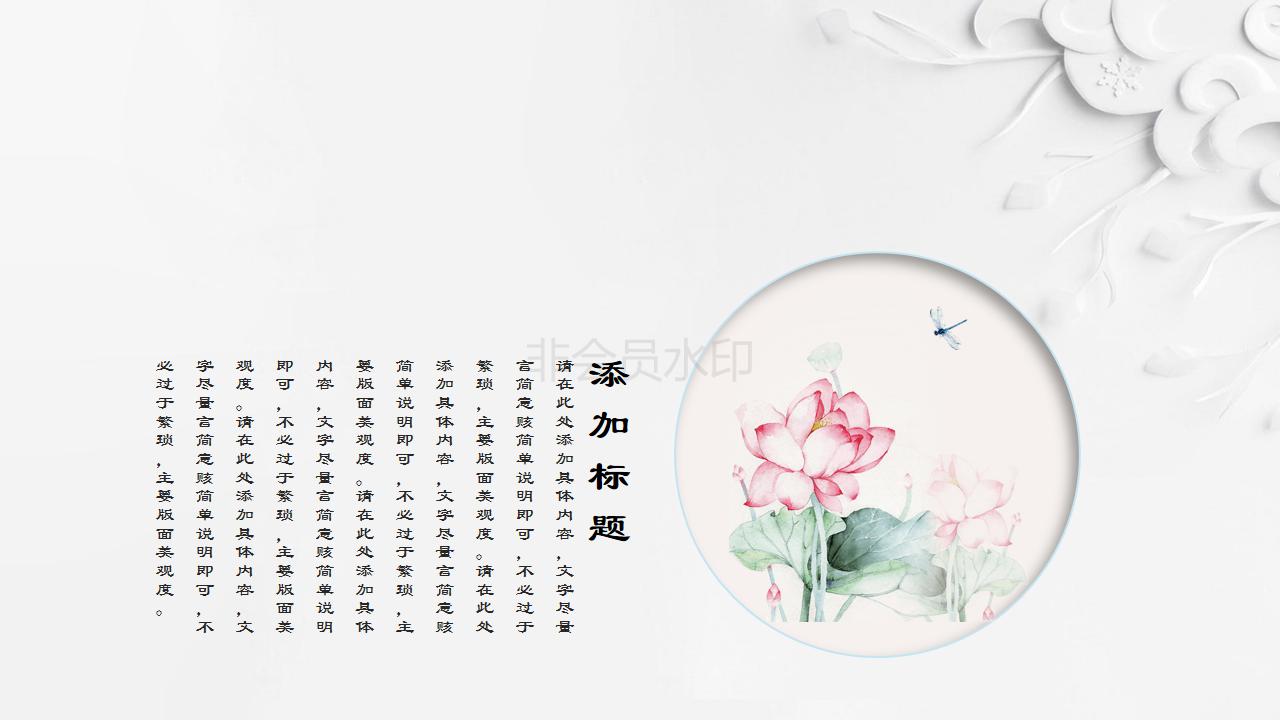 添加标题
请在此处添加具体内容，文字尽量
言简意赅简单说明即可，不必过于
繁琐，主要版面美观度。请在此处
添加具体内容，文字尽量言简意赅
简单说明即可，不必过于繁琐，主
要版面美观度。请在此处添加具体
内容，文字尽量言简意赅简单说明
即可，不必过于繁琐，主要版面美
观度。请在此处添加具体内容，文
字尽量言简意赅简单说明即可，不
必过于繁琐，主要版面美观度。
非会员水印